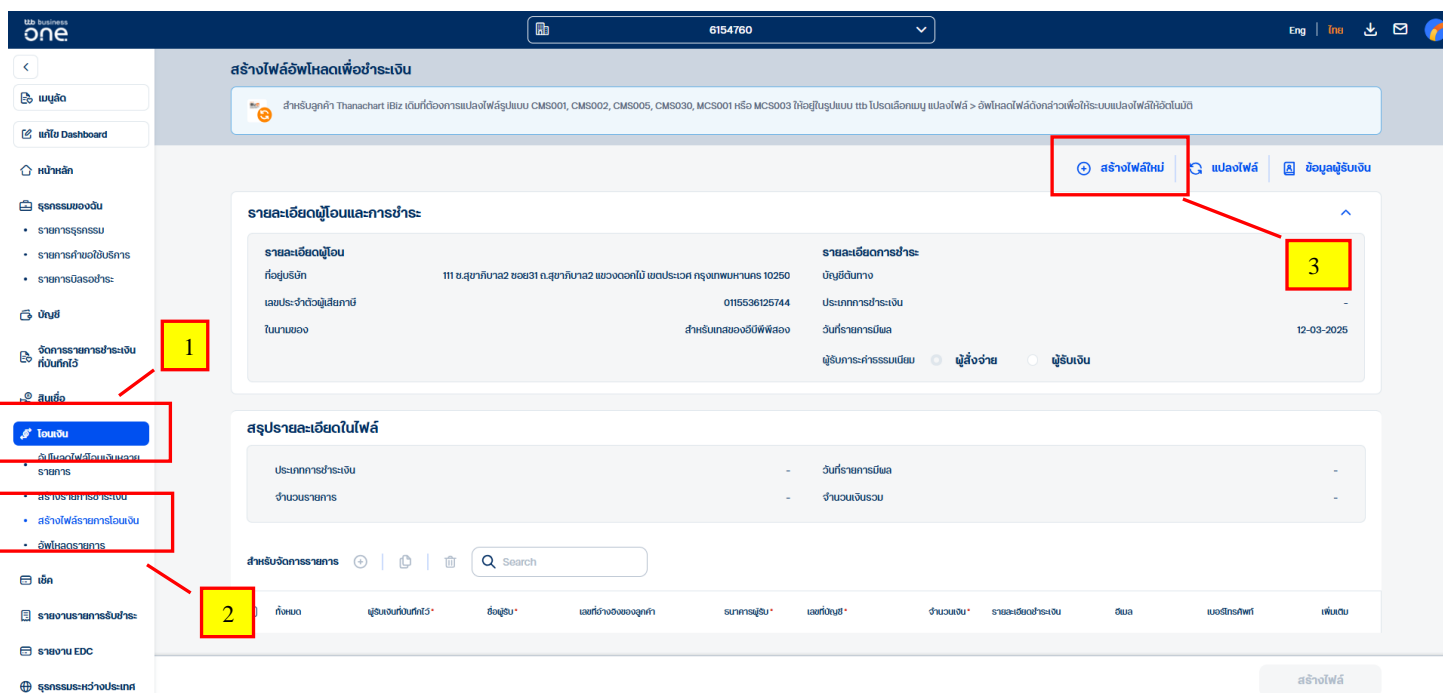 ttb business
one
6154760
Eng | ไทย
สร้างไฟล์อัพโหลดเพื่อชำระเงิน
เมนูลัด
สำหรับลูกค้า Thanachart iBiz เดิมที่ต้องการแปลงไฟล์รูปแบบ CMS001, CMS002, CMS005, CMS030, MCS001 หรือ MCS003 ให้อยู่ในรูปแบบ ttb โปรดเลือกเมนู แปลงไฟล์ > อัพโหลดไฟล์ดังกล่าวเพื่อให้ระบบแปลงไฟล์ให้อัตโนมัติ
แก้ไข Dashboard
หน้าหลัก
สร้างไฟล์ใหม่
แปลงไฟล์
ข้อมูลผู้รับเงิน
ธุรกรรมของฉัน
รายการธุรกรรม
รายการคำขอใช้บริการ
รายการบิลรอชำระ
รายละเอียดผู้โอนและการชำระ
รายละเอียดผู้โอน
รายละเอียดการชำระ
ที่อยู่บริษัท
111 ซ.สุขาภิบาล2 ซอย31 ถ.สุขาภิบาล2 แขวงดอกไม้ เขตประเวศ กรุงเทพมหานคร 10250
บัญชีต้นทาง
3
เลขประจำตัวผู้เสียภาษี
0115536125744
ประเภทการชำระเงิน
-
ในนามของ
สำหรับเทสของอีบีพีพีสอง
วันที่รายการมีผล
12-03-2025
ผู้รับภาระค่าธรรมเนียม
ผู้สั่งจ่าย
ผู้รับเงิน
บัญชี
จัดการรายการชำระเงิน
ที่บันทึกไว้
1
สินเชื่อ
โอนเงิน
อัปโหลดไฟล์โอนเงินหลาย
รายการ
สร้างรายการชำระเงิน
สร้างไฟล์รายการโอนเงิน
อัพโหลดรายการ
สรุปรายละเอียดในไฟล์
ประเภทการชำระเงิน
-
วันที่รายการมีผล
-
จำนวนรายการ
-
จำนวนเงินรวม
-
สำหรับจัดการรายการ
Search
เช็ค
2
รายงานรายการรับชำระ
ทั้งหมด
ผู้รับเงินที่บันทึกไว้*
ชื่อผู้รับ*
เลขที่อ้างอิงของลูกค้า
ธนาคารผู้รับ*
เลขที่บัญชี*
จำนวนเงิน*
รายละเอียดชำระเงิน
อีเมล
เบอร์โทรศัพท์
เพิ่มเติม
รายงาน EDC
ธุรกรรมระหว่างประเทศ
สร้างไฟล์